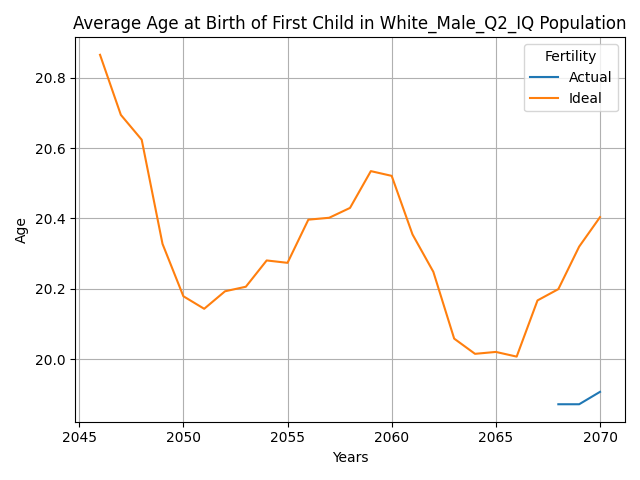 Average Age at Birth of First Child in White_Male_Q2_IQ Population
Fertility
Actual
Ideal
20.8
20.6
20.4
20.2
20.0
Age
2045
2050
2055
2060
2065
2070
Years